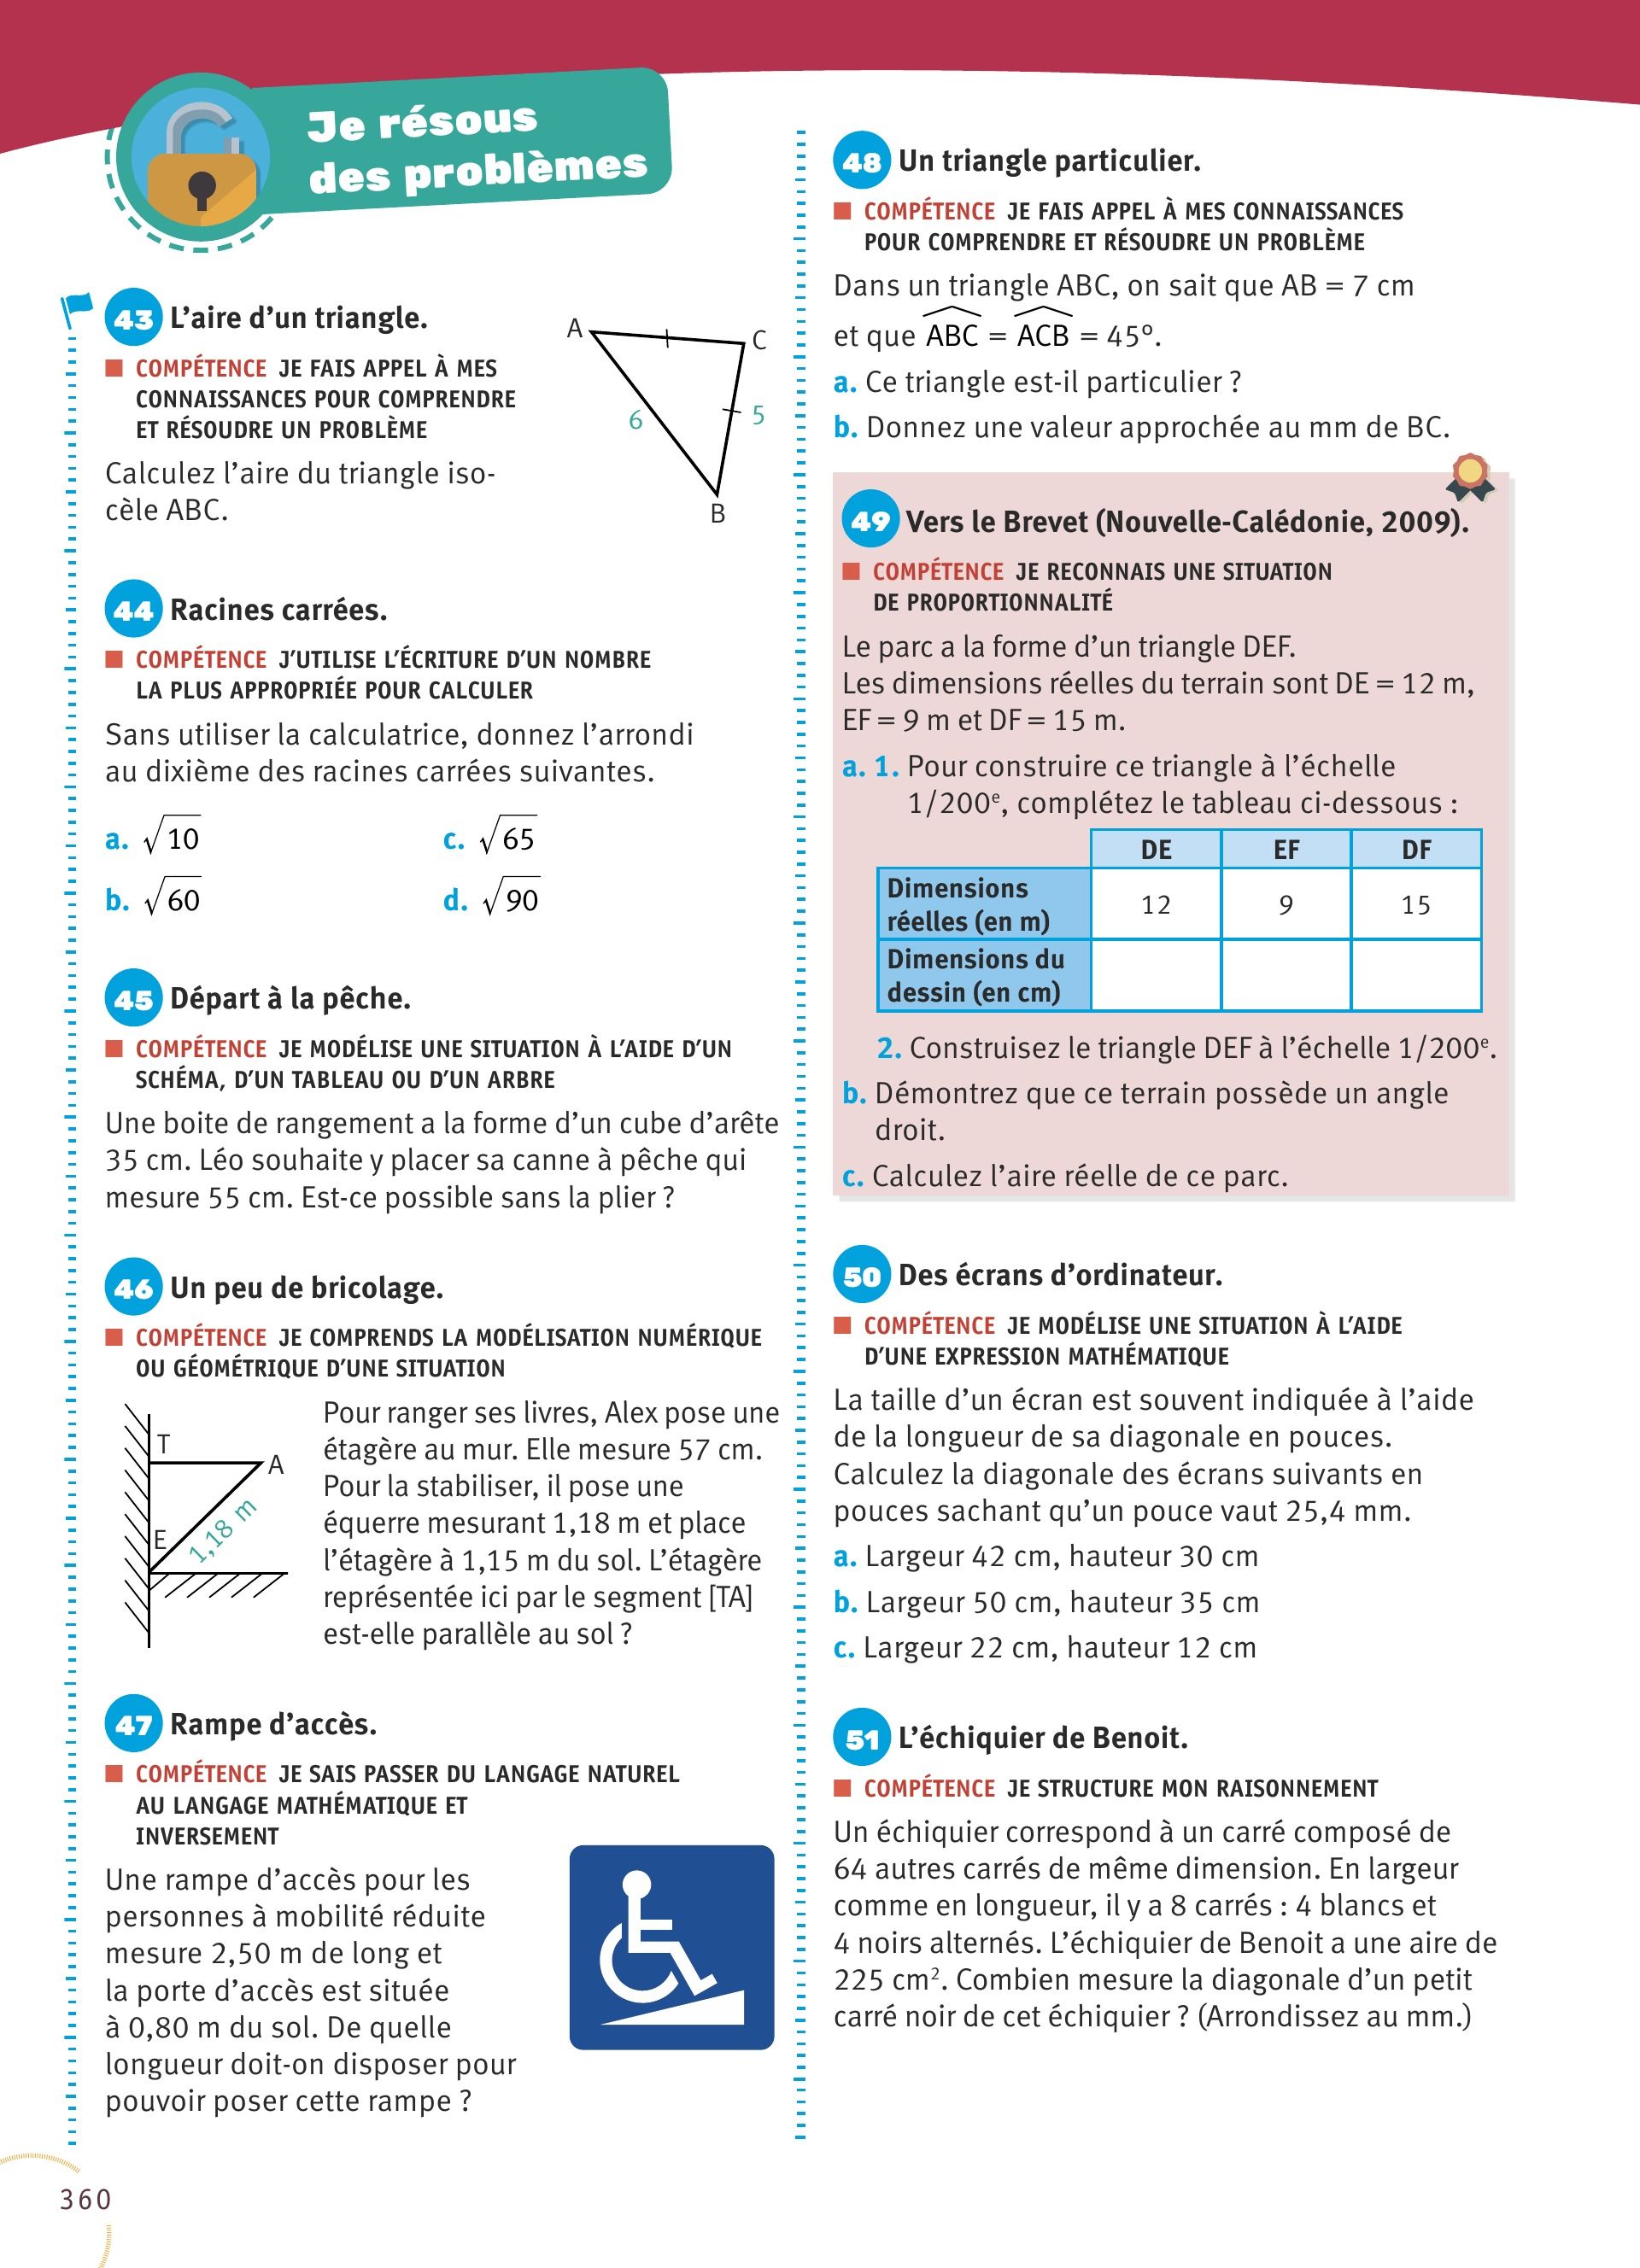 Je résous
des problèmes
43 L’aire d’un triangle.
COMPÉTENCE JE FAIS APPEL À MES
CONNAISSANCES POUR COMPRENDRE
ET RÉSOUDRE UN PROBLÈME
Calculez l’aire du triangle iso-
cèle ABC.
A
C
6
5
B
44 Racines carrées.
COMPÉTENCE J’UTILISE L’ÉCRITURE D’UN NOMBRE
LA PLUS APPROPRIÉE POUR CALCULER
Sans utiliser la calculatrice, donnez l’arrondi
au dixième des racines carrées suivantes.
a. √10 c. √65
b. √60 d. √90
45 Départ à la pêche.
COMPÉTENCE JE MODÉLISE UNE SITUATION À L’AIDE D’UN
SCHÉMA, D’UN TABLEAU OU D’UN ARBRE
Une boite de rangement a la forme d’un cube d’arête
35 cm. Léo souhaite y placer sa canne à pêche qui
mesure 55 cm. Est-ce possible sans la plier ?
46 Un peu de bricolage.
COMPÉTENCE JE COMPRENDS LA MODÉLISATION NUMÉRIQUE
OU GÉOMÉTRIQUE D’UNE SITUATION
T
A
E
1,18 m
Pour ranger ses livres, Alex pose une
étagère au mur. Elle mesure 57 cm.
Pour la stabiliser, il pose une
équerre mesurant 1,18 m et place
l’étagère à 1,15 m du sol. L’étagère
représentée ici par le segment [TA]
est-elle parallèle au sol ?
47 Rampe d’accès.
COMPÉTENCE JE SAIS PASSER DU LANGAGE NATUREL
AU LANGAGE MATHÉMATIQUE ET
INVERSEMENT
Une rampe d’accès pour les
personnes à mobilité réduite
mesure 2,50 m de long et
la porte d’accès est située
à 0,80 m du sol. De quelle
longueur doit-on disposer pour
pouvoir poser cette rampe ?
48 Un triangle particulier.
COMPÉTENCE JE FAIS APPEL À MES CONNAISSANCES
POUR COMPRENDRE ET RÉSOUDRE UN PROBLÈME
Dans un triangle ABC, on sait que AB = 7 cm
et que ABC = ACB = 45°.
a. Ce triangle est-il particulier ?
b. Donnez une valeur approchée au mm de BC.
49 Vers le Brevet (Nouvelle-Calédonie, 2009).
COMPÉTENCE JE RECONNAIS UNE SITUATION
DE PROPORTIONNALITÉ
Le parc a la forme d’un triangle DEF.
Les dimensions réelles du terrain sont DE = 12 m,
EF = 9 m et DF = 15 m.
a. 1. Pour construire ce triangle à l’échelle
1/200ᵉ, complétez le tableau ci-dessous :
DE EF DF
Dimensions
réelles (en m) 12 9 15
Dimensions du
dessin (en cm)
2. Construisez le triangle DEF à l’échelle 1/200ᵉ.
b. Démontrez que ce terrain possède un angle
droit.
c. Calculez l’aire réelle de ce parc.
50 Des écrans d’ordinateur.
COMPÉTENCE JE MODÉLISE UNE SITUATION À L’AIDE
D’UNE EXPRESSION MATHÉMATIQUE
La taille d’un écran est souvent indiquée à l’aide
de la longueur de sa diagonale en pouces.
Calculez la diagonale des écrans suivants en
pouces sachant qu’un pouce vaut 25,4 mm.
a. Largeur 42 cm, hauteur 30 cm
b. Largeur 50 cm, hauteur 35 cm
c. Largeur 22 cm, hauteur 12 cm
51 L’échiquier de Benoit.
COMPÉTENCE JE STRUCTURE MON RAISONNEMENT
Un échiquier correspond à un carré composé de
64 autres carrés de même dimension. En largeur
comme en longueur, il y a 8 carrés : 4 blancs et
4 noirs alternés. L’échiquier de Benoit a une aire de
225 cm². Combien mesure la diagonale d’un petit
carré noir de cet échiquier ? (Arrondissez au mm.)
360